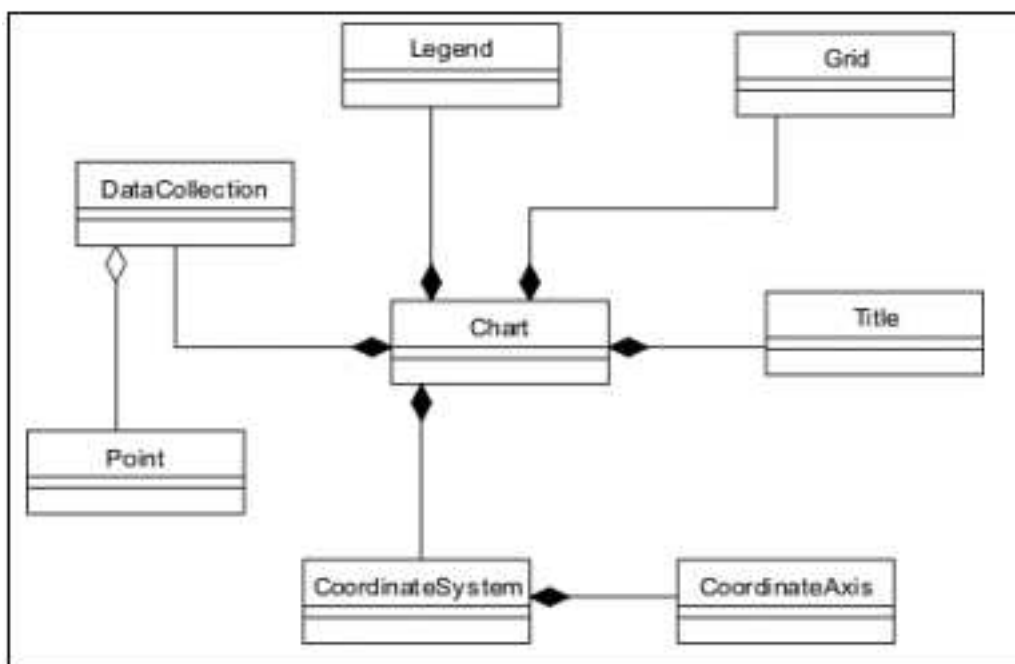 Legend
Grid
DataCollection
Chart
Title
Point
CoordinateSystem
CoordinateAxis